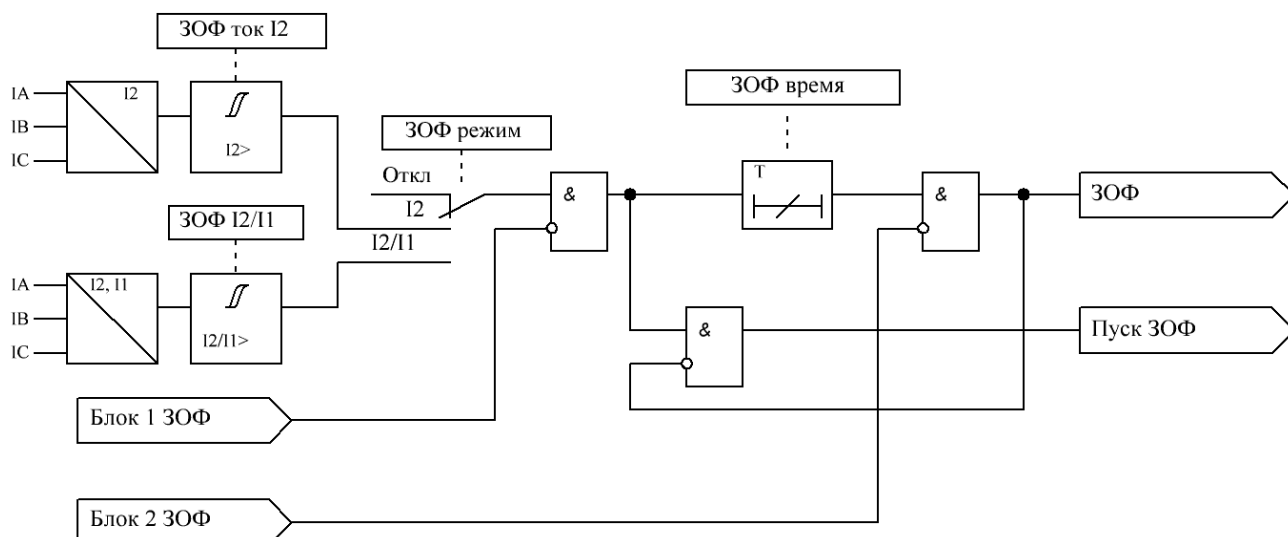 ЗОФ ток I2
IA
IB
IC
I2
I2>
ЗОФ режим
ЗОФ время
Откл
I2
I2/I1
&
T
&
ЗОФ
ЗОФ I2/I1
IA
IB
IC
I2, I1
I2/I1>
&
Пуск ЗОФ
Блок 1 ЗОФ
Блок 2 ЗОФ